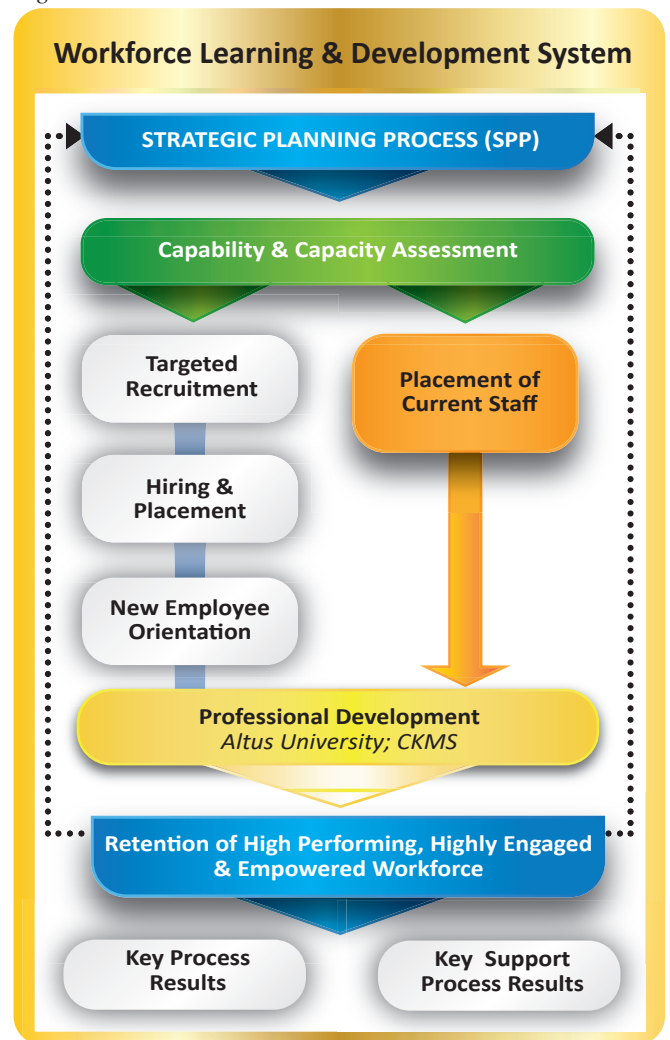 Workforce Learning & Development System
STRATEGIC PLANNING PROCESS (SPP)
Capability & Capacity Assessment
Targeted
Recruitment
Placement of
Current Staff
Hiring &
Placement
New Employee
Orientation
Professional Development
Altus University; CKMS
Retention of High Performing, Highly Engaged
& Empowered Workforce
Key Process
Results
Key Support
Process Results